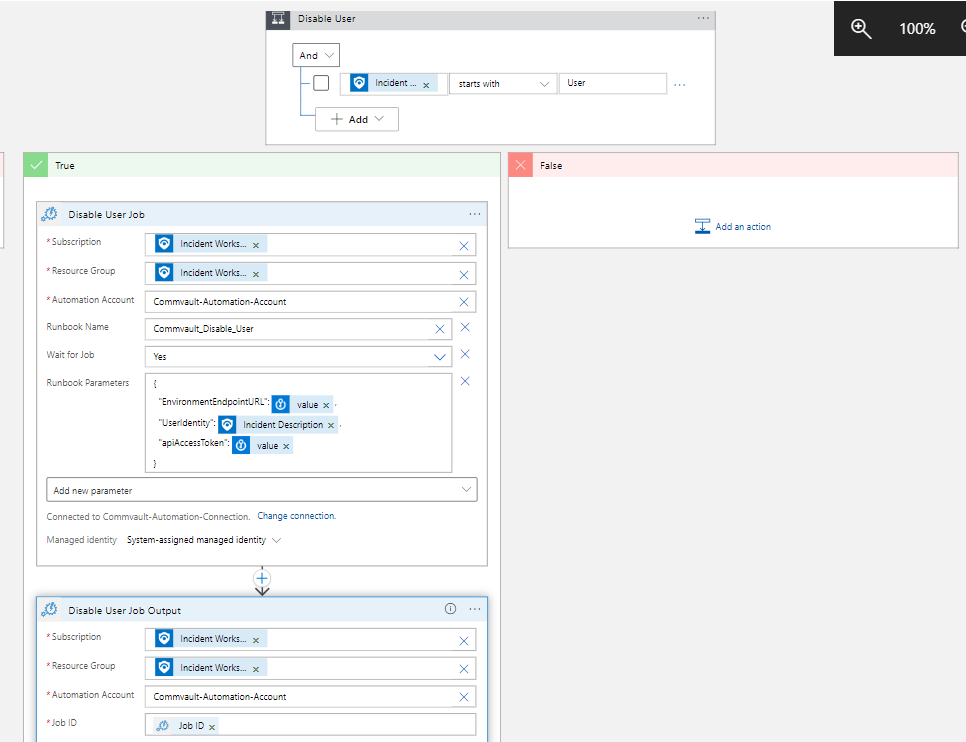 Disable User
100%
And
Incident ... x starts with User
Add
True
False
Disable User Job
Add an action
*Subscription Incident Works... x
*Resource Group Incident Works... x
*Automation Account Commvault-Automation-Account
Runbook Name Commvault_Disable_User
Wait for Job Yes
Runbook Parameters {
"EnvironmentEndpointURL": value x ,
"UserIdentity": Incident Description x ,
"apiAccessToken": value x
}
Add new parameter
Connected to Commvault-Automation-Connection. Change connection.
Managed identity System-assigned managed identity
Disable User Job Output
*Subscription Incident Works... x
*Resource Group Incident Works... x
*Automation Account Commvault-Automation-Account
*Job ID Job ID x